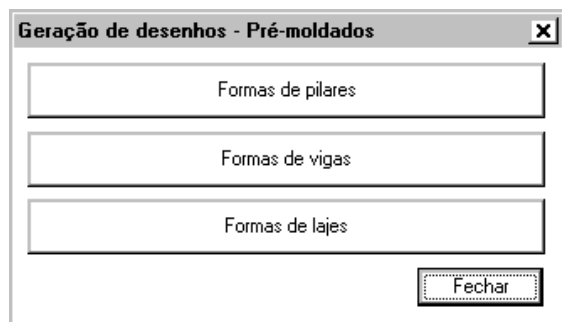 Geração de desenhos - Pré-moldados
Formas de pilares
Formas de vigas
Formas de lajes
Fechar